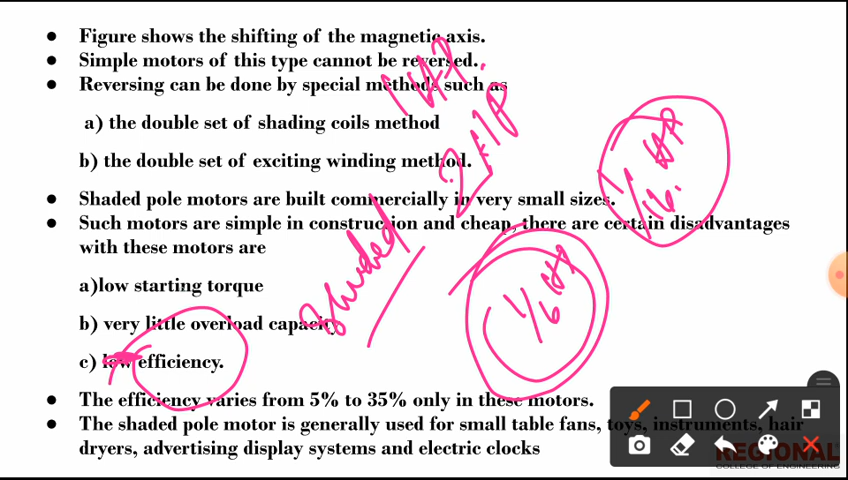 ● Figure shows the shifting of the magnetic axis.
● Simple motors of this type cannot be reversed.
● Reversing can be done by special methods such as
a) the double set of shading coils method
b) the double set of exciting winding method.
● Shaded pole motors are built commercially in very small sizes.
● Such motors are simple in construction and cheap, there are certain disadvantages
with these motors are
a)low starting torque
b) very little overload capacity
c) low efficiency.
● The efficiency varies from 5% to 35% only in these motors.
● The shaded pole motor is generally used for small table fans, toys, instruments, hair
dryers, advertising display systems and electric clocks
1 H.P.
2 HP
Shaded
1/6 HP
1/16 HP
REGIONAL
COLLEGE OF ENGINEERING